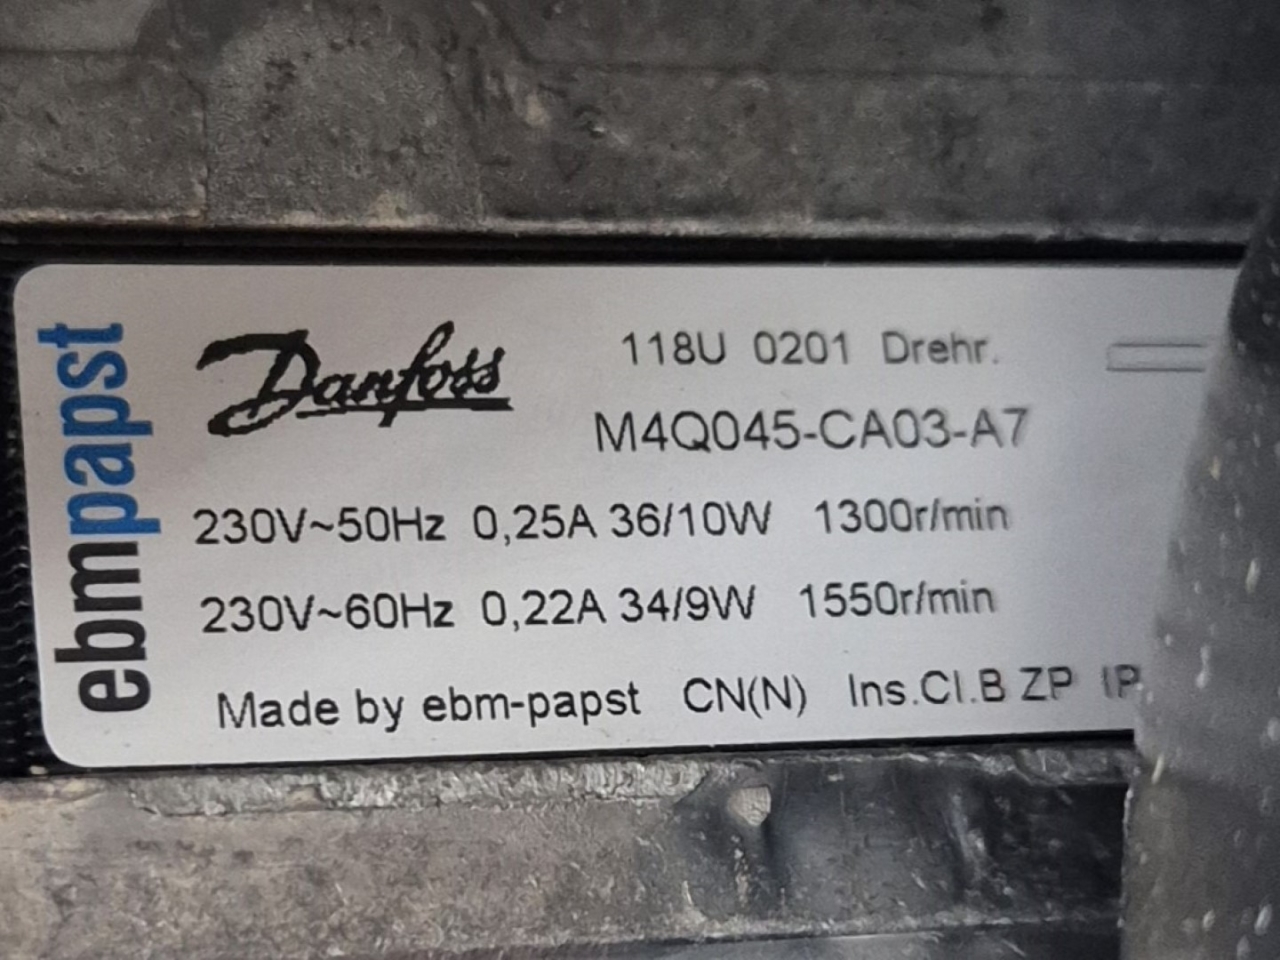 ebmpapst
Danfoss
118U 0201 Drehr.
M4Q045-CA03-A7
230V~50Hz 0,25A 36/10W 1300r/min
230V~60Hz 0,22A 34/9W 1550r/min
Made by ebm-papst CN(N) Ins.Cl.B ZP IP